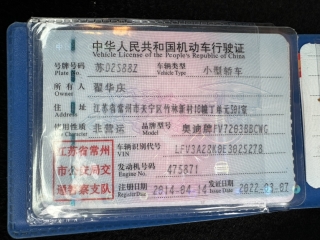 中华人民共和国机动车行驶证
Vehicle License of the People's Republic of China
号牌号码 苏DZS88Z 车辆类型 小型轿车
Plate No. Vehicle Type
所有人 翟华庆
Owner
住址 江苏省常州市天宁区竹林新村10幢丁单元301室
Address
使用性质 非营运 品牌型号 奥迪牌FV7203BBCWG
Model
江苏省常州市公安局交通警察支队
车辆识别代号 LFV3A28K0E3025278
VIN
发动机号码 475871
Engine No.
注册日期 2014-04-14 发证日期 2022-03-07
Register Date Issue Date